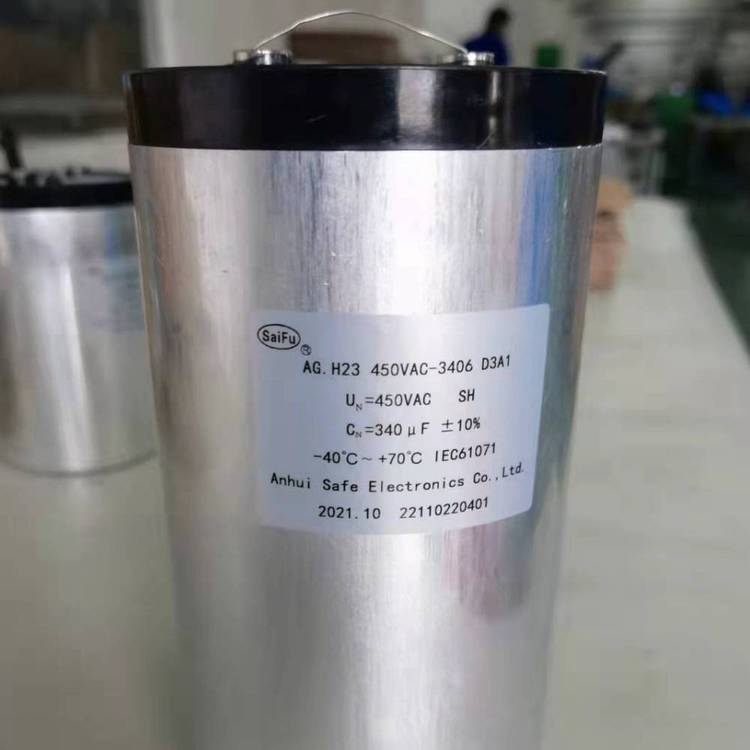 SaiFu ®
AG.H23 450VAC-3406 D3A1
UN=450VAC SH
CN=340μF ±10%
-40℃～+70℃ IEC61071
Anhui Safe Electronics Co.,Ltd.
2021.10 22110220401